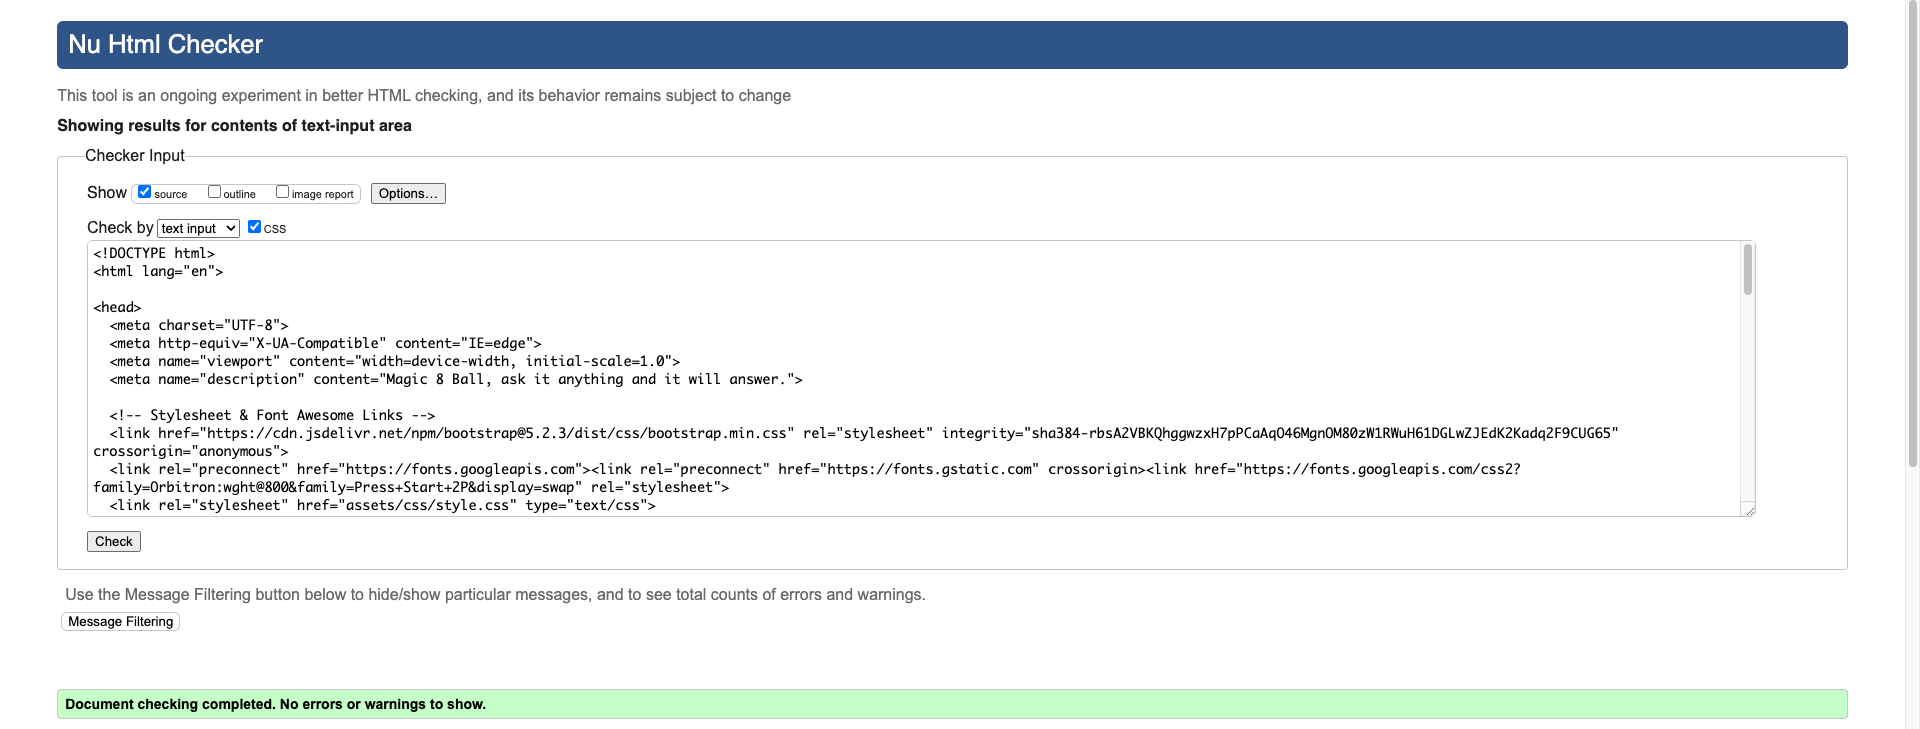 Nu Html Checker
This tool is an ongoing experiment in better HTML checking, and its behavior remains subject to change
Showing results for contents of text-input area
Checker Input
Show source outline image report Options...
Check by text input css
<!DOCTYPE html>
<html lang="en">
<head>
<meta charset="UTF-8">
<meta http-equiv="X-UA-Compatible" content="IE=edge">
<meta name="viewport" content="width=device-width, initial-scale=1.0">
<meta name="description" content="Magic 8 Ball, ask it anything and it will answer.">
<!-- Stylesheet & Font Awesome Links -->
<link href="https://cdn.jsdelivr.net/npm/bootstrap@5.2.3/dist/css/bootstrap.min.css" rel="stylesheet" integrity="sha384-rbsA2VBKQhggwzxH7pPCaAqO46MgnOM80zW1RWuH61DGLwZJEdK2Kadq2F9CUG65"
crossorigin="anonymous">
<link rel="preconnect" href="https://fonts.googleapis.com"><link rel="preconnect" href="https://fonts.gstatic.com" crossorigin><link href="https://fonts.googleapis.com/css2?
family=Orbitron:wght@800&family=Press+Start+2P&display=swap" rel="stylesheet">
<link rel="stylesheet" href="assets/css/style.css" type="text/css">
Check
Use the Message Filtering button below to hide/show particular messages, and to see total counts of errors and warnings.
Message Filtering
Document checking completed. No errors or warnings to show.